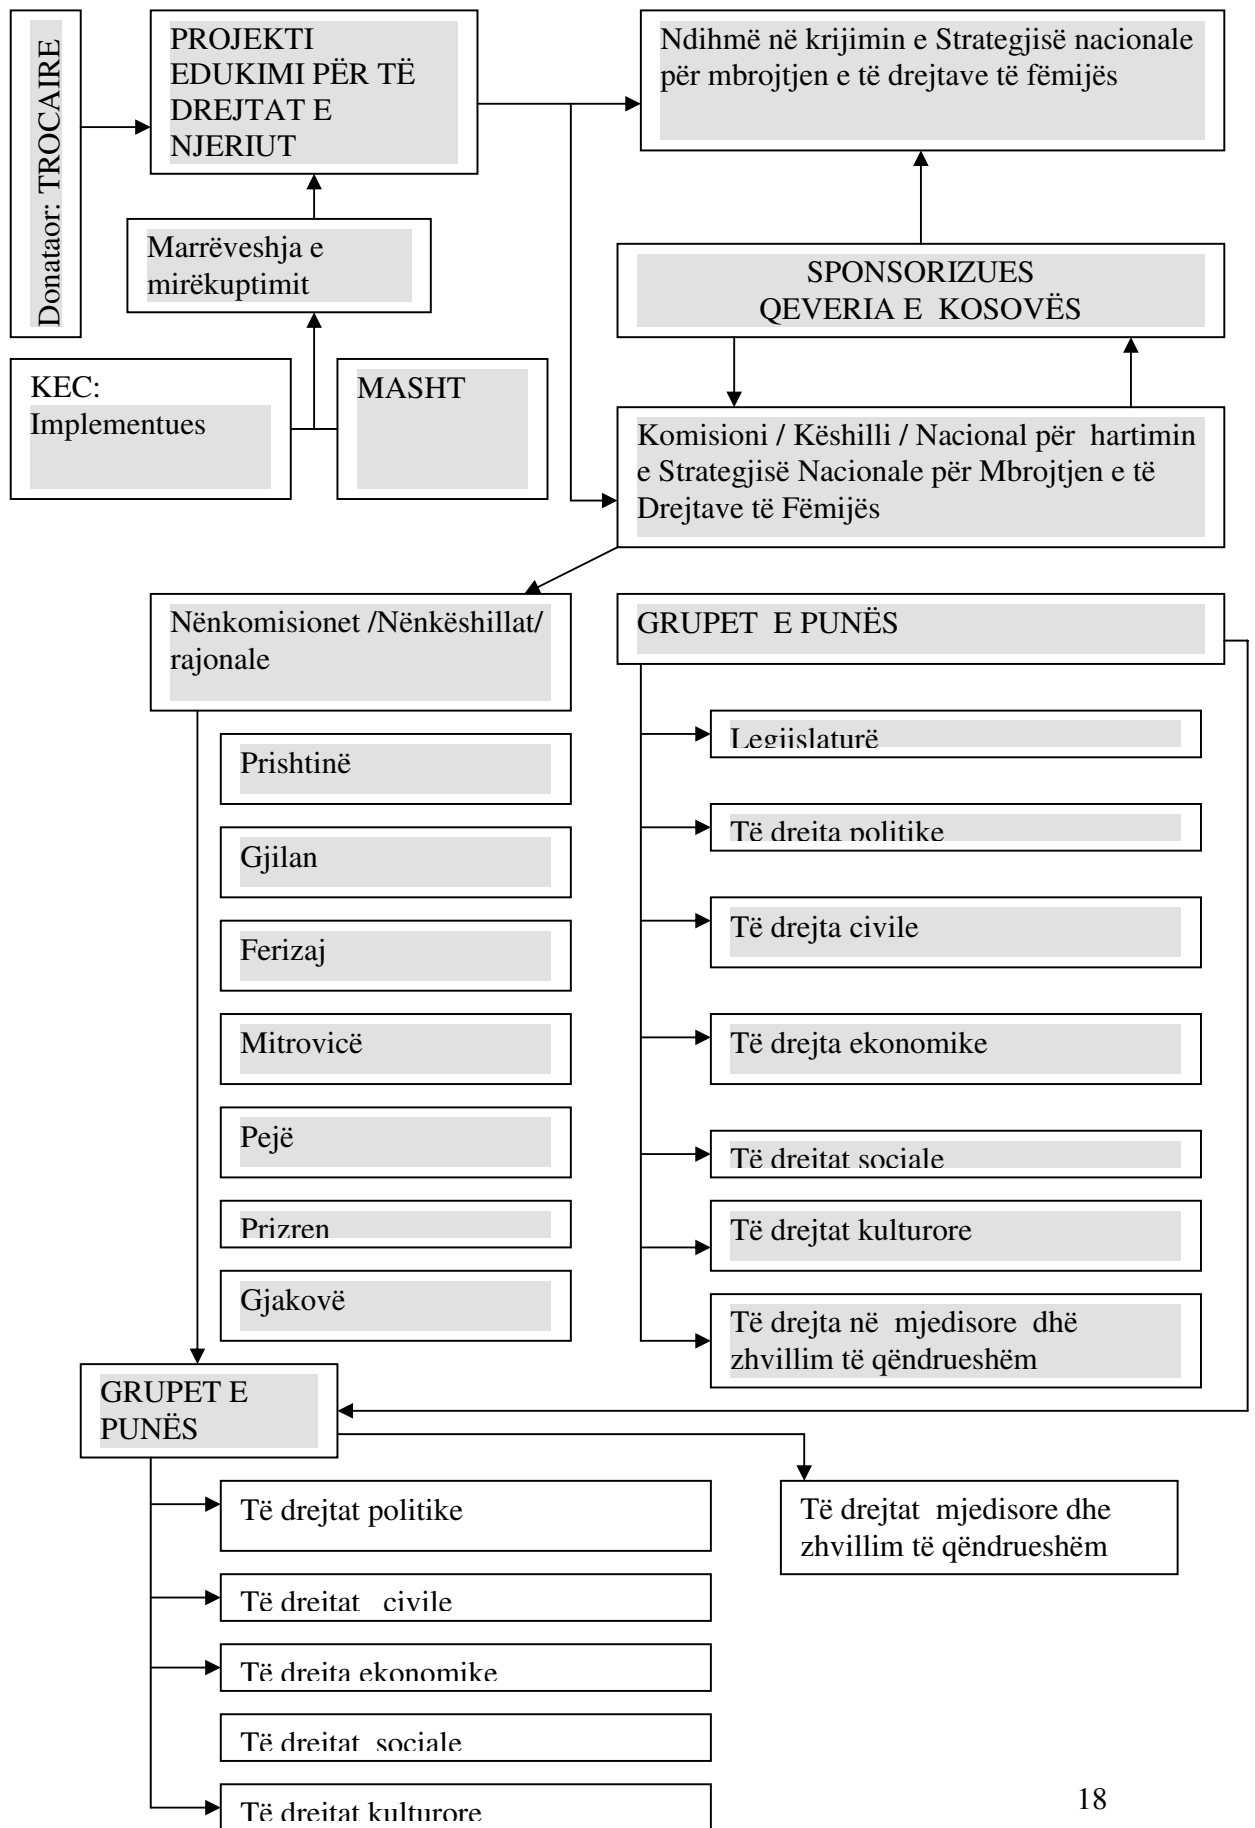 Donataor: TROCAIRE
PROJEKTI
EDUKIMI PËR TË
DREJTAT E
NJERIUT
Ndihmë në krijimin e Strategjisë nacionale
për mbrojtjen e të drejtave të fëmijës
Marrëveshja e
mirëkuptimit
SPONSORIZUES
QEVERIA E KOSOVËS
KEC:
Implementues
MASHT
Komisioni / Këshilli / Nacional për hartimin
e Strategjisë Nacionale për Mbrojtjen e të
Drejtave të Fëmijës
Nënkomisionet /Nënkëshillat/
rajonale
Prishtinë
Gjilan
Ferizaj
Mitrovicë
Pejë
Prizren
Gjakovë
GRUPET E PUNËS
Legjislaturë
Të drejta politike
Të drejta civile
Të drejta ekonomike
Të drejtat sociale
Të drejtat kulturore
Të drejta në mjedisore dhë
zhvillim të qëndrueshëm
GRUPET E
PUNËS
Të drejtat politike
Të drejtat civile
Të drejta ekonomike
Të drejtat sociale
Të drejtat kulturore
Të drejtat mjedisore dhe
zhvillim të qëndrueshëm
18